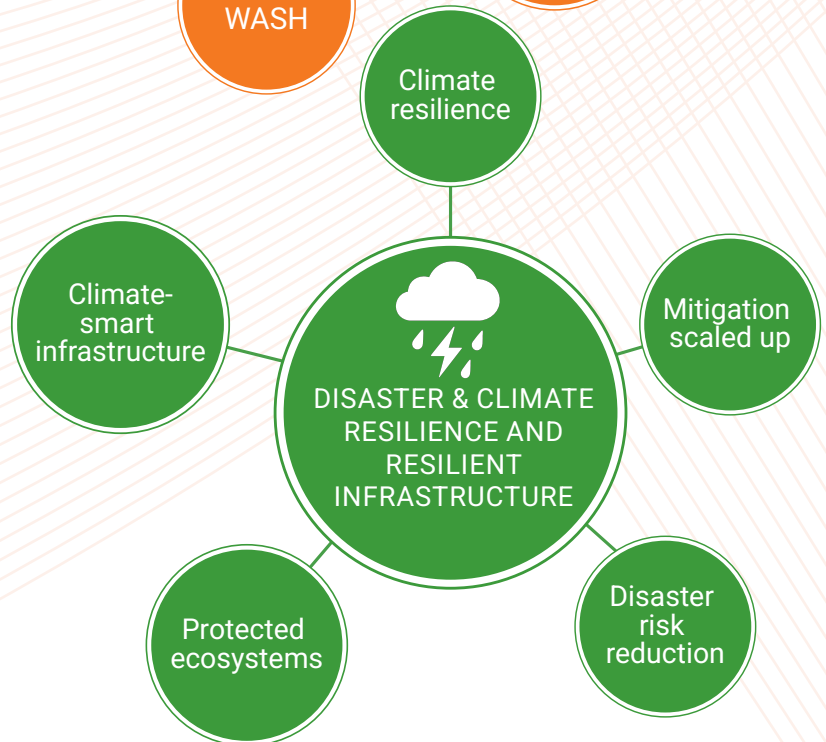 WASH
Climate
resilience
Climate-
smart
infrastructure
Mitigation
scaled up
DISASTER & CLIMATE
RESILIENCE AND
RESILIENT
INFRASTRUCTURE
Protected
ecosystems
Disaster
risk
reduction